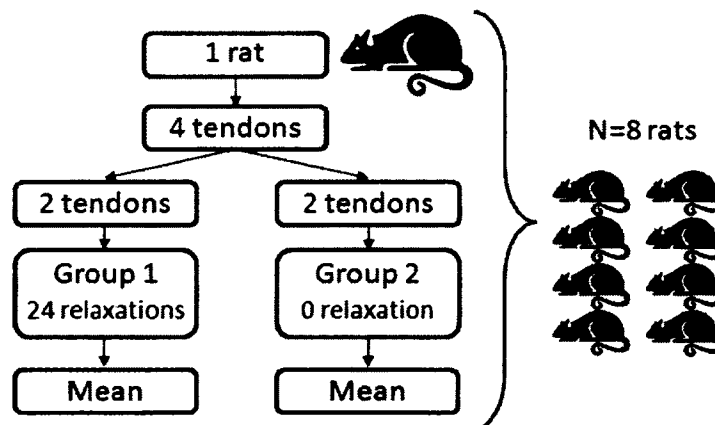 1 rat
4 tendons
N=8 rats
2 tendons
2 tendons
Group 1
24 relaxations
Group 2
0 relaxation
Mean
Mean